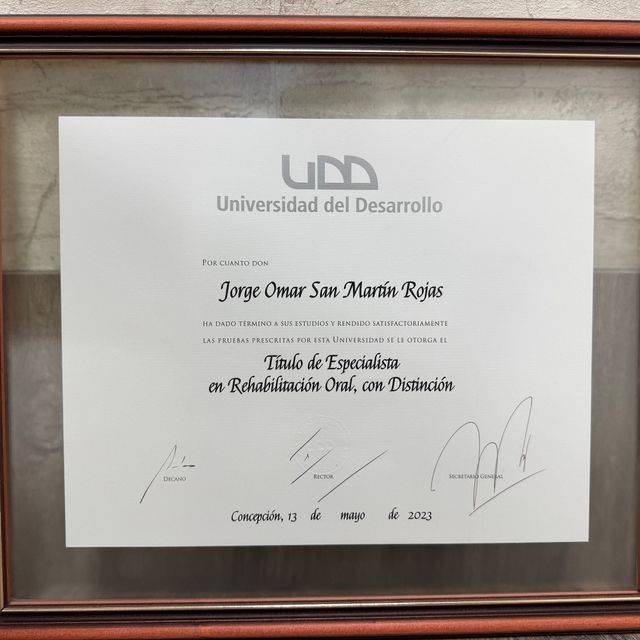 UDD
Universidad del Desarrollo
Por cuanto don
Jorge Omar San Martín Rojas
ha dado término a sus estudios y rendido satisfactoriamente
las pruebas prescritas por esta Universidad se le otorga el
Título de Especialista
en Rehabilitación Oral, con Distinción
Decano
Rector
Secretario General
Concepción, 13 de mayo de 2023